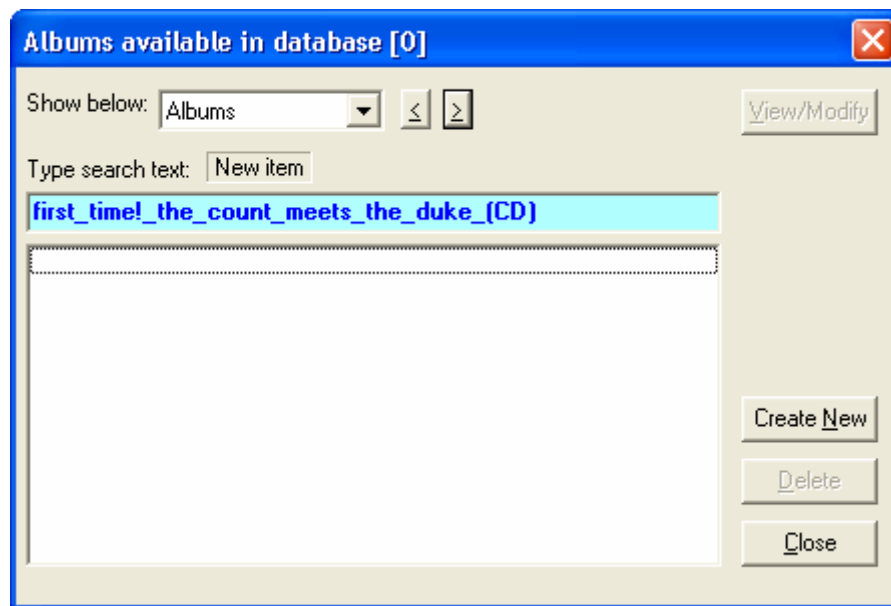 Albums available in database [0]
Show below: Albums < > View/Modify
Type search text: New item
first_time!_the_count_meets_the_duke_(CD)
Create New
Delete
Close